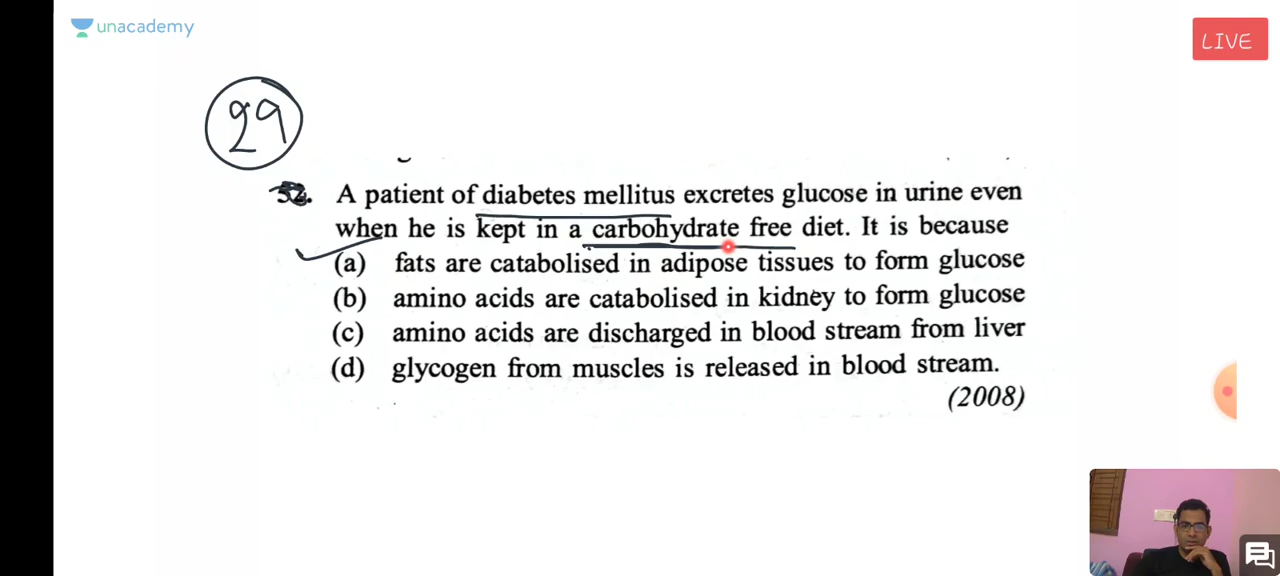 unacademy
LIVE
29
52. A patient of diabetes mellitus excretes glucose in urine even
when he is kept in a carbohydrate free diet. It is because
(a) fats are catabolised in adipose tissues to form glucose
(b) amino acids are catabolised in kidney to form glucose
(c) amino acids are discharged in blood stream from liver
(d) glycogen from muscles is released in blood stream.
(2008)